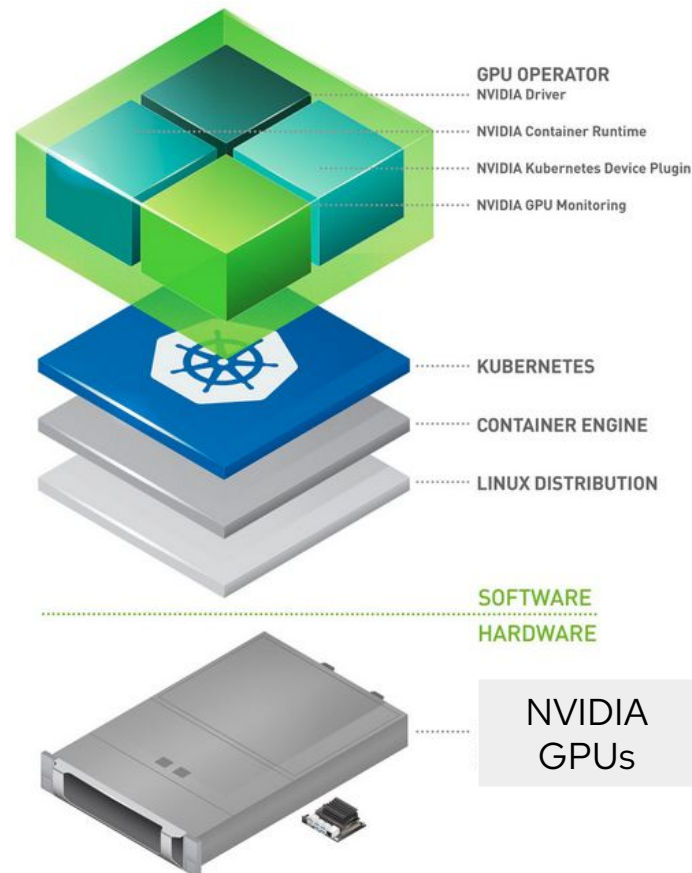 GPU OPERATOR
NVIDIA Driver
NVIDIA Container Runtime
NVIDIA Kubernetes Device Plugin
NVIDIA GPU Monitoring
KUBERNETES
CONTAINER ENGINE
LINUX DISTRIBUTION
SOFTWARE
HARDWARE
NVIDIA
GPUs